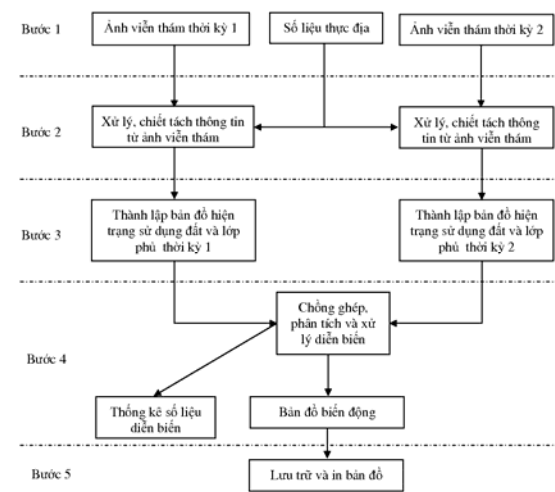 Bước 1
Ảnh viễn thám thời kỳ 1
Số liệu thực địa
Ảnh viễn thám thời kỳ 2
Bước 2
Xử lý, chiết tách thông tin
từ ảnh viễn thám
Xử lý, chiết tách thông
tin từ ảnh viễn thám
Bước 3
Thành lập bản đồ hiện
trạng sử dụng đất và lớp
phủ thời kỳ 1
Thành lập bản đồ hiện
trạng sử dụng đất và lớp
phủ thời kỳ 2
Bước 4
Chồng ghép,
phân tích và xử
lý diễn biến
Thống kê số liệu
diễn biến
Bản đồ biến động
Bước 5
Lưu trữ và in bản đồ